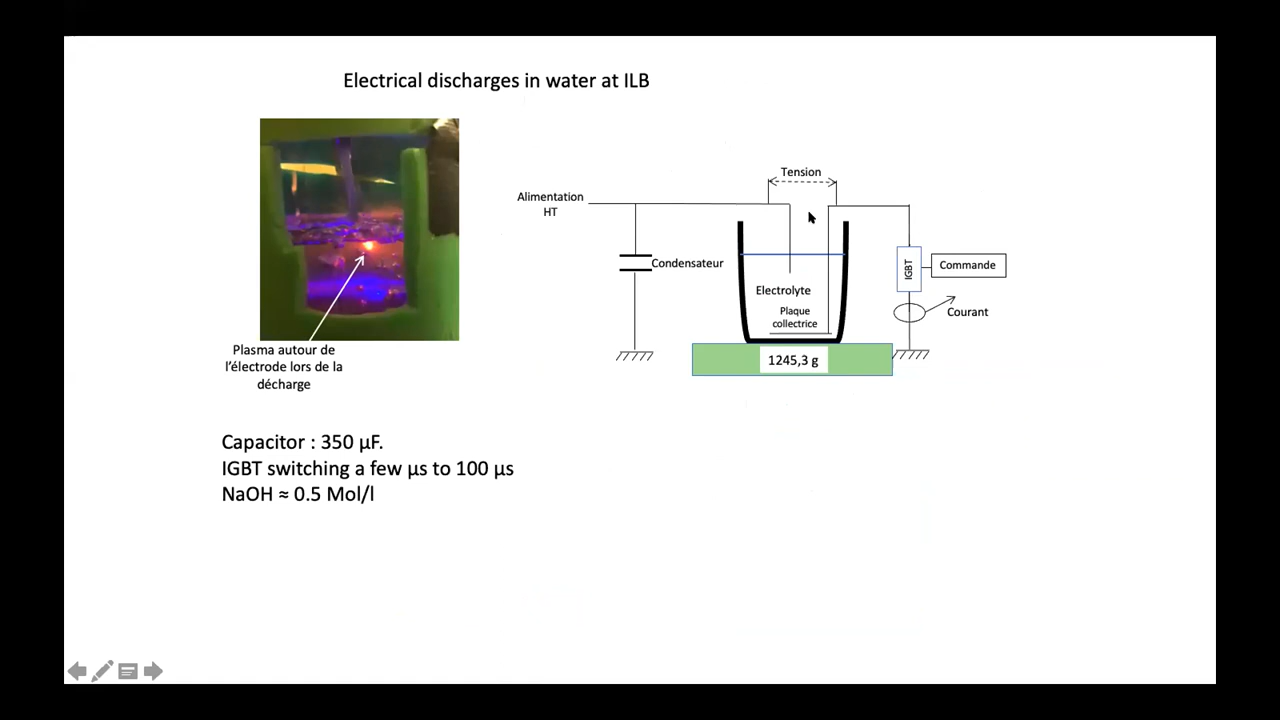 Electrical discharges in water at ILB
Tension
Alimentation
HT
Condensateur
IGBT
Commande
Electrolyte
Plaque
collectrice
Courant
1245,3 g
Plasma autour de
l’électrode lors de la
décharge
Capacitor : 350 µF.
IGBT switching a few µs to 100 µs
NaOH ≈ 0.5 Mol/l